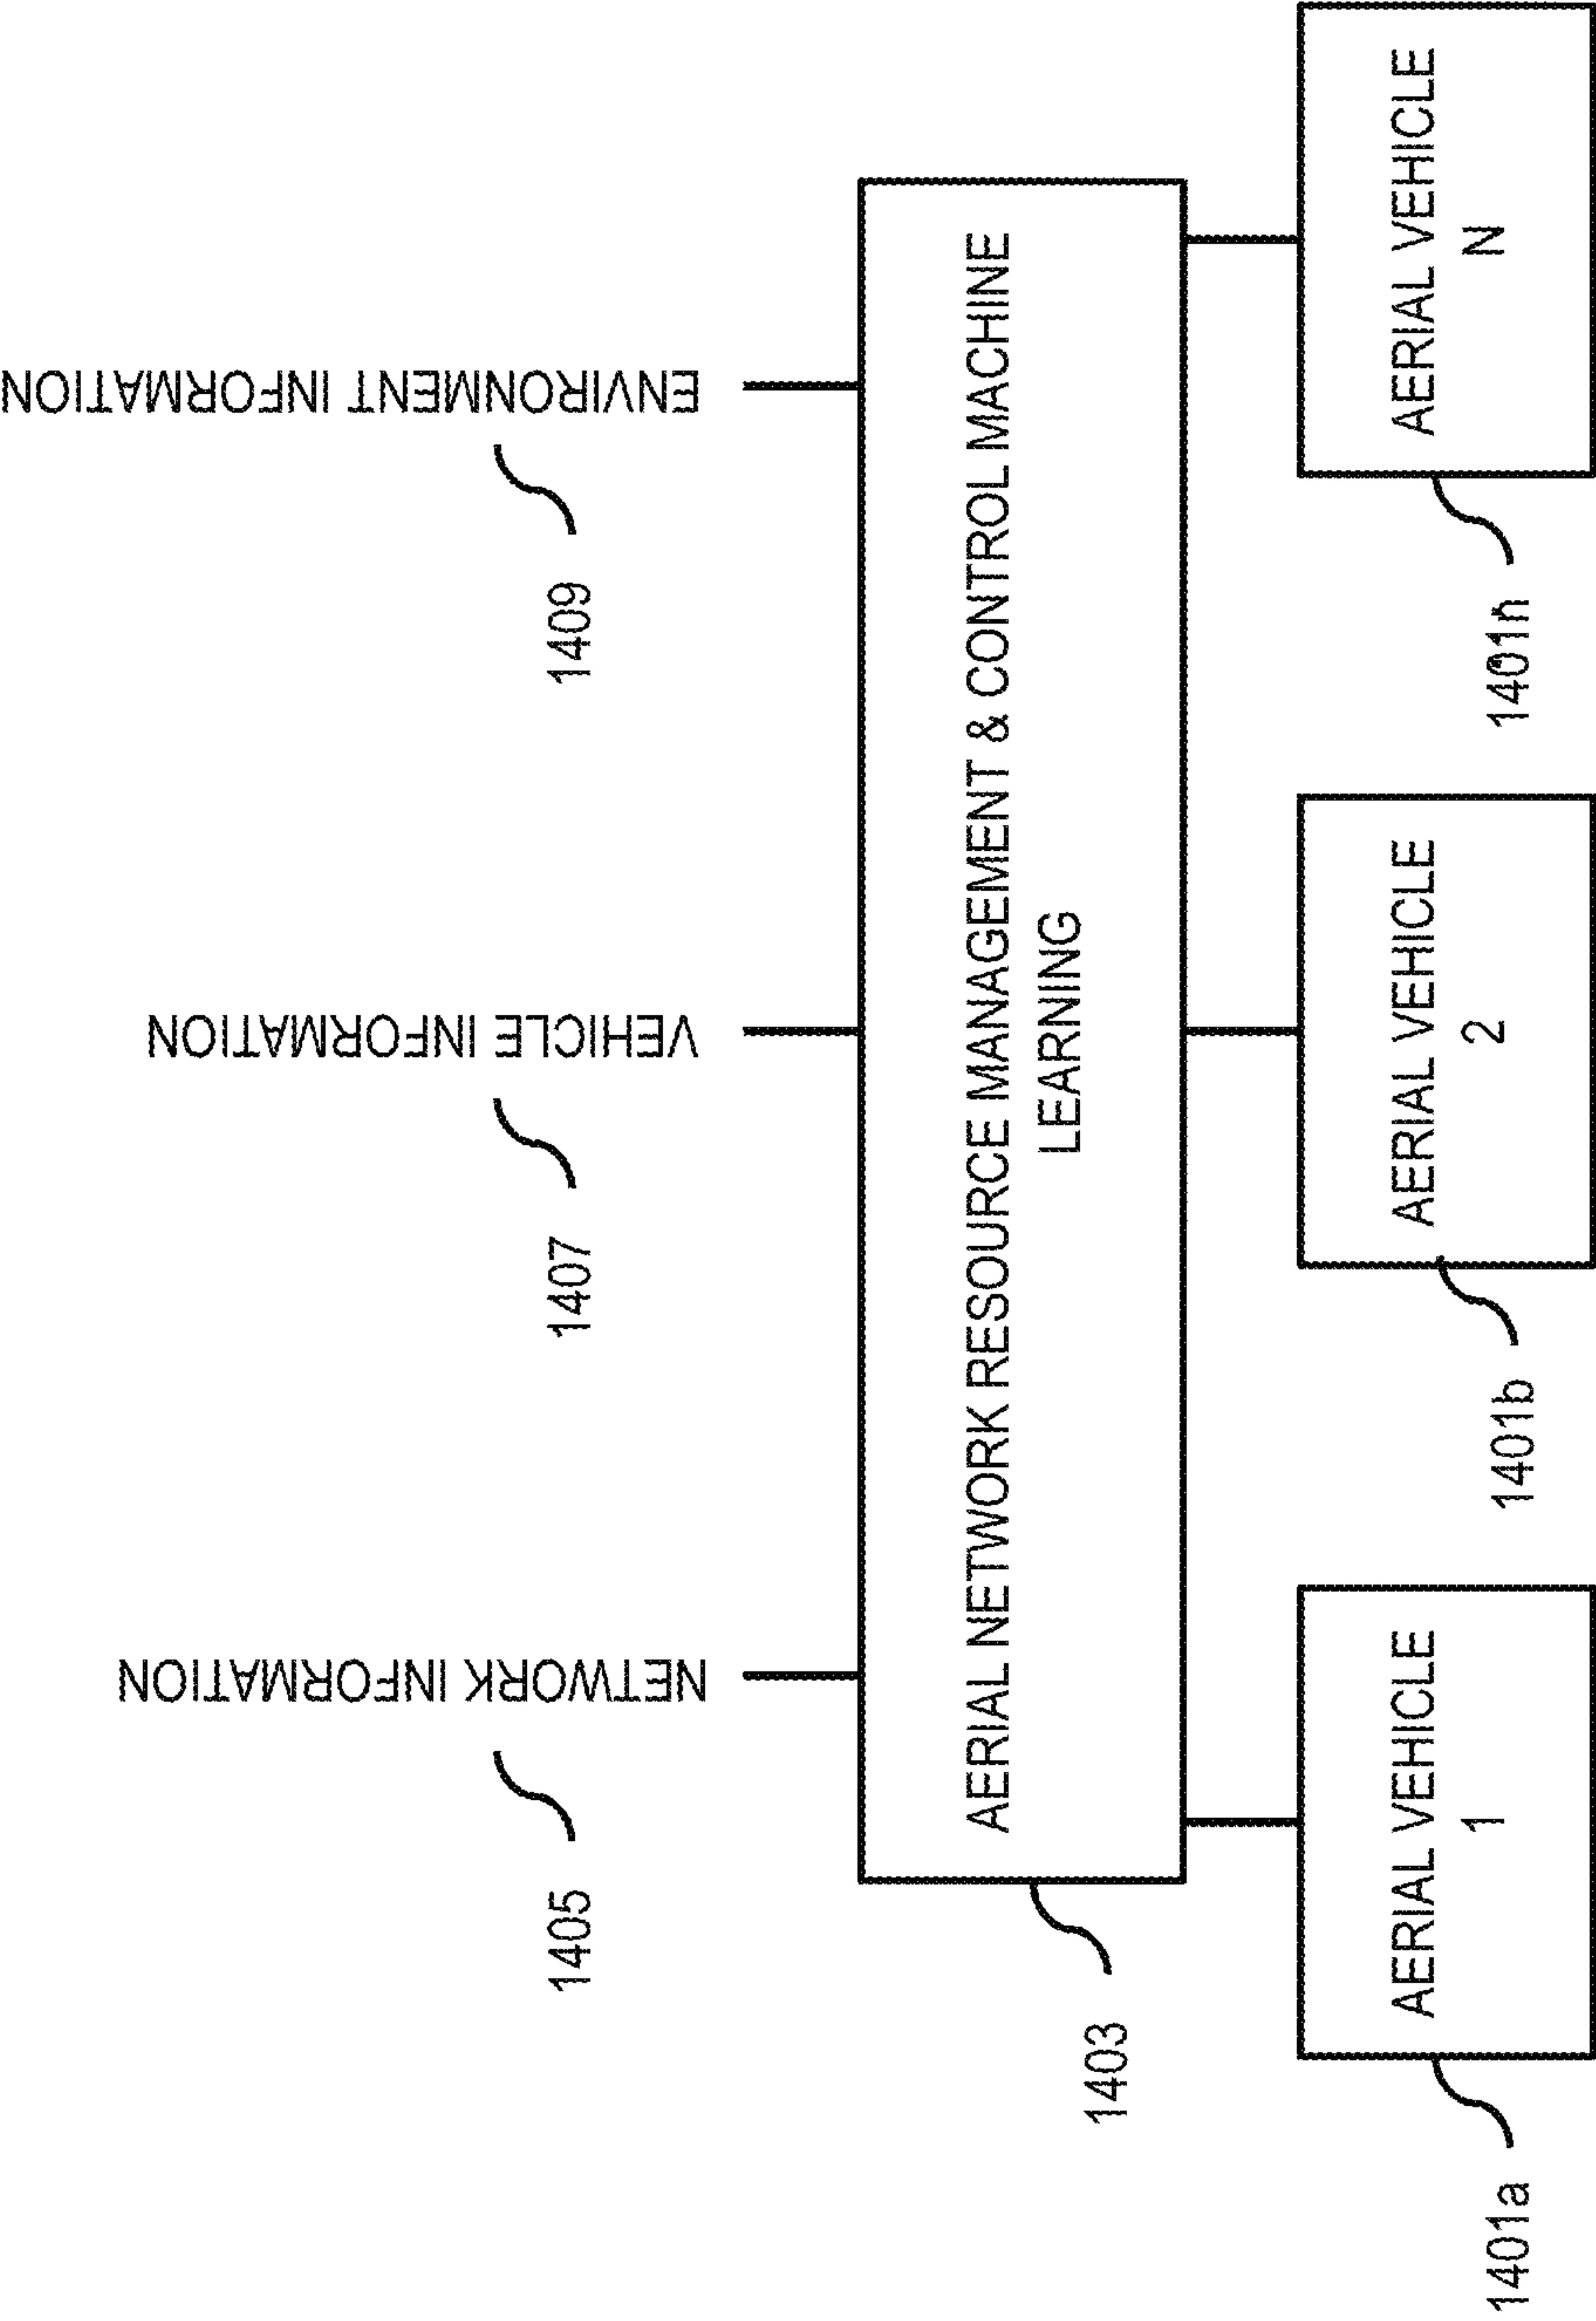 NETWORK INFORMATION
1405
VEHICLE INFORMATION
1407
ENVIRONMENT INFORMATION
1409
AERIAL NETWORK RESOURCE MANAGEMENT & CONTROL MACHINE
LEARNING
1403
AERIAL VEHICLE
1
1401a
AERIAL VEHICLE
2
1401b
AERIAL VEHICLE
N
1401n